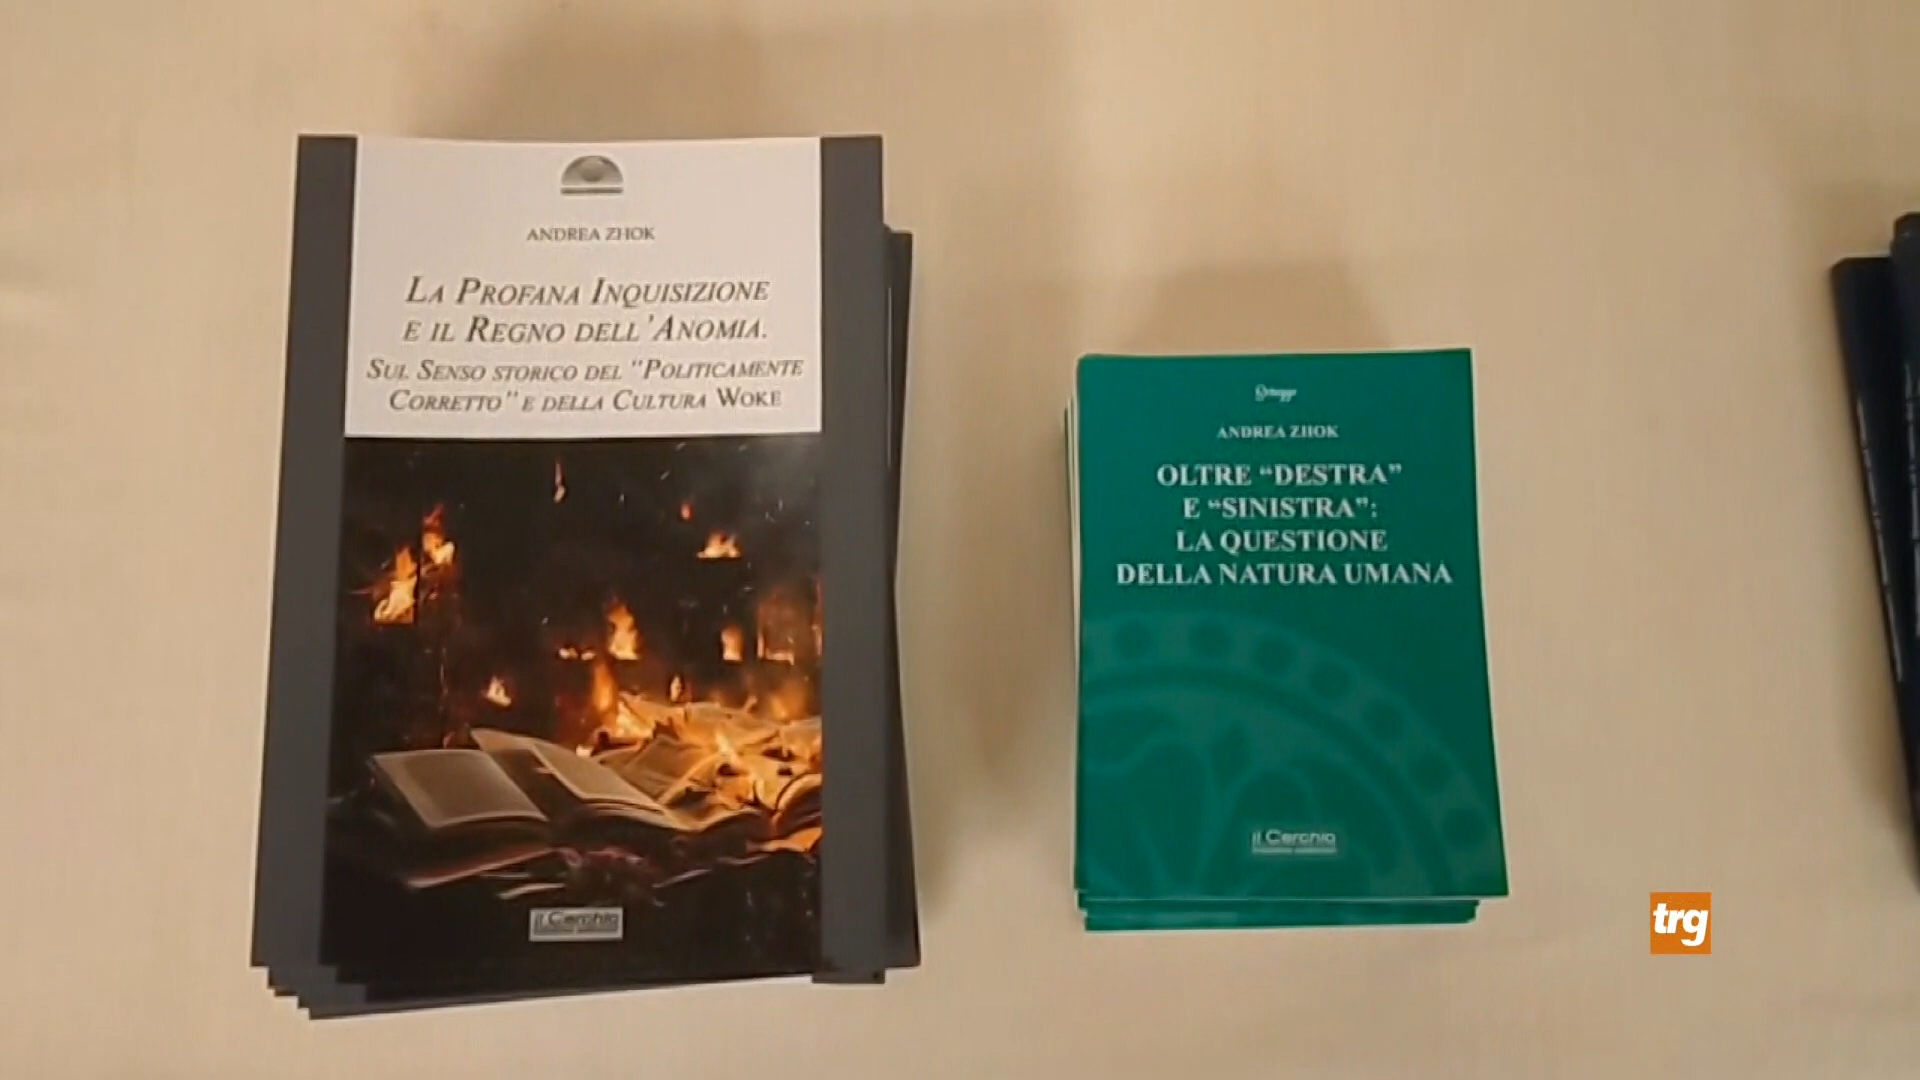 ANDREA ZHOK
LA PROFANA INQUISIZIONE
E IL REGNO DELL'ANOMIA.
SUL SENSO STORICO DEL "POLITICAMENTE
CORRETTO" E DELLA CULTURA WOKE
il Cerchio
ANDREA ZHOK
OLTRE “DESTRA”
E “SINISTRA”:
LA QUESTIONE
DELLA NATURA UMANA
il Cerchio
trg